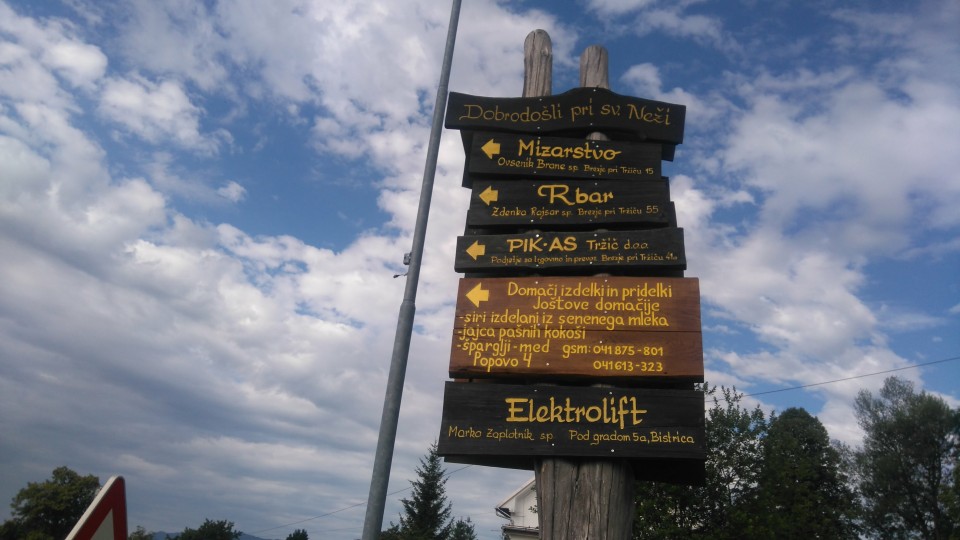 Dobrodošli pri sv. Neži
Mizarstvo
Ovsenik Brane s.p. Brezje pri Tržiču 15
Rbar
Zdenko Rajsar s.p. Brezje pri Tržiču 55
PIK-AS Tržič d.o.o.
Podjetje za trgovino in prevoz, Brezje pri Tržiču 41a
Domači izdelki in pridelki
Joštove domačije
-siri izdelani iz senenega mleka
-jajca pašnih kokoši
-šparglji - med gsm: 041 875-801
Popovo 4 041 613-323
Elektrolift
Marko Zaplotnik s.p. Pod gradom 5a, Bistrica